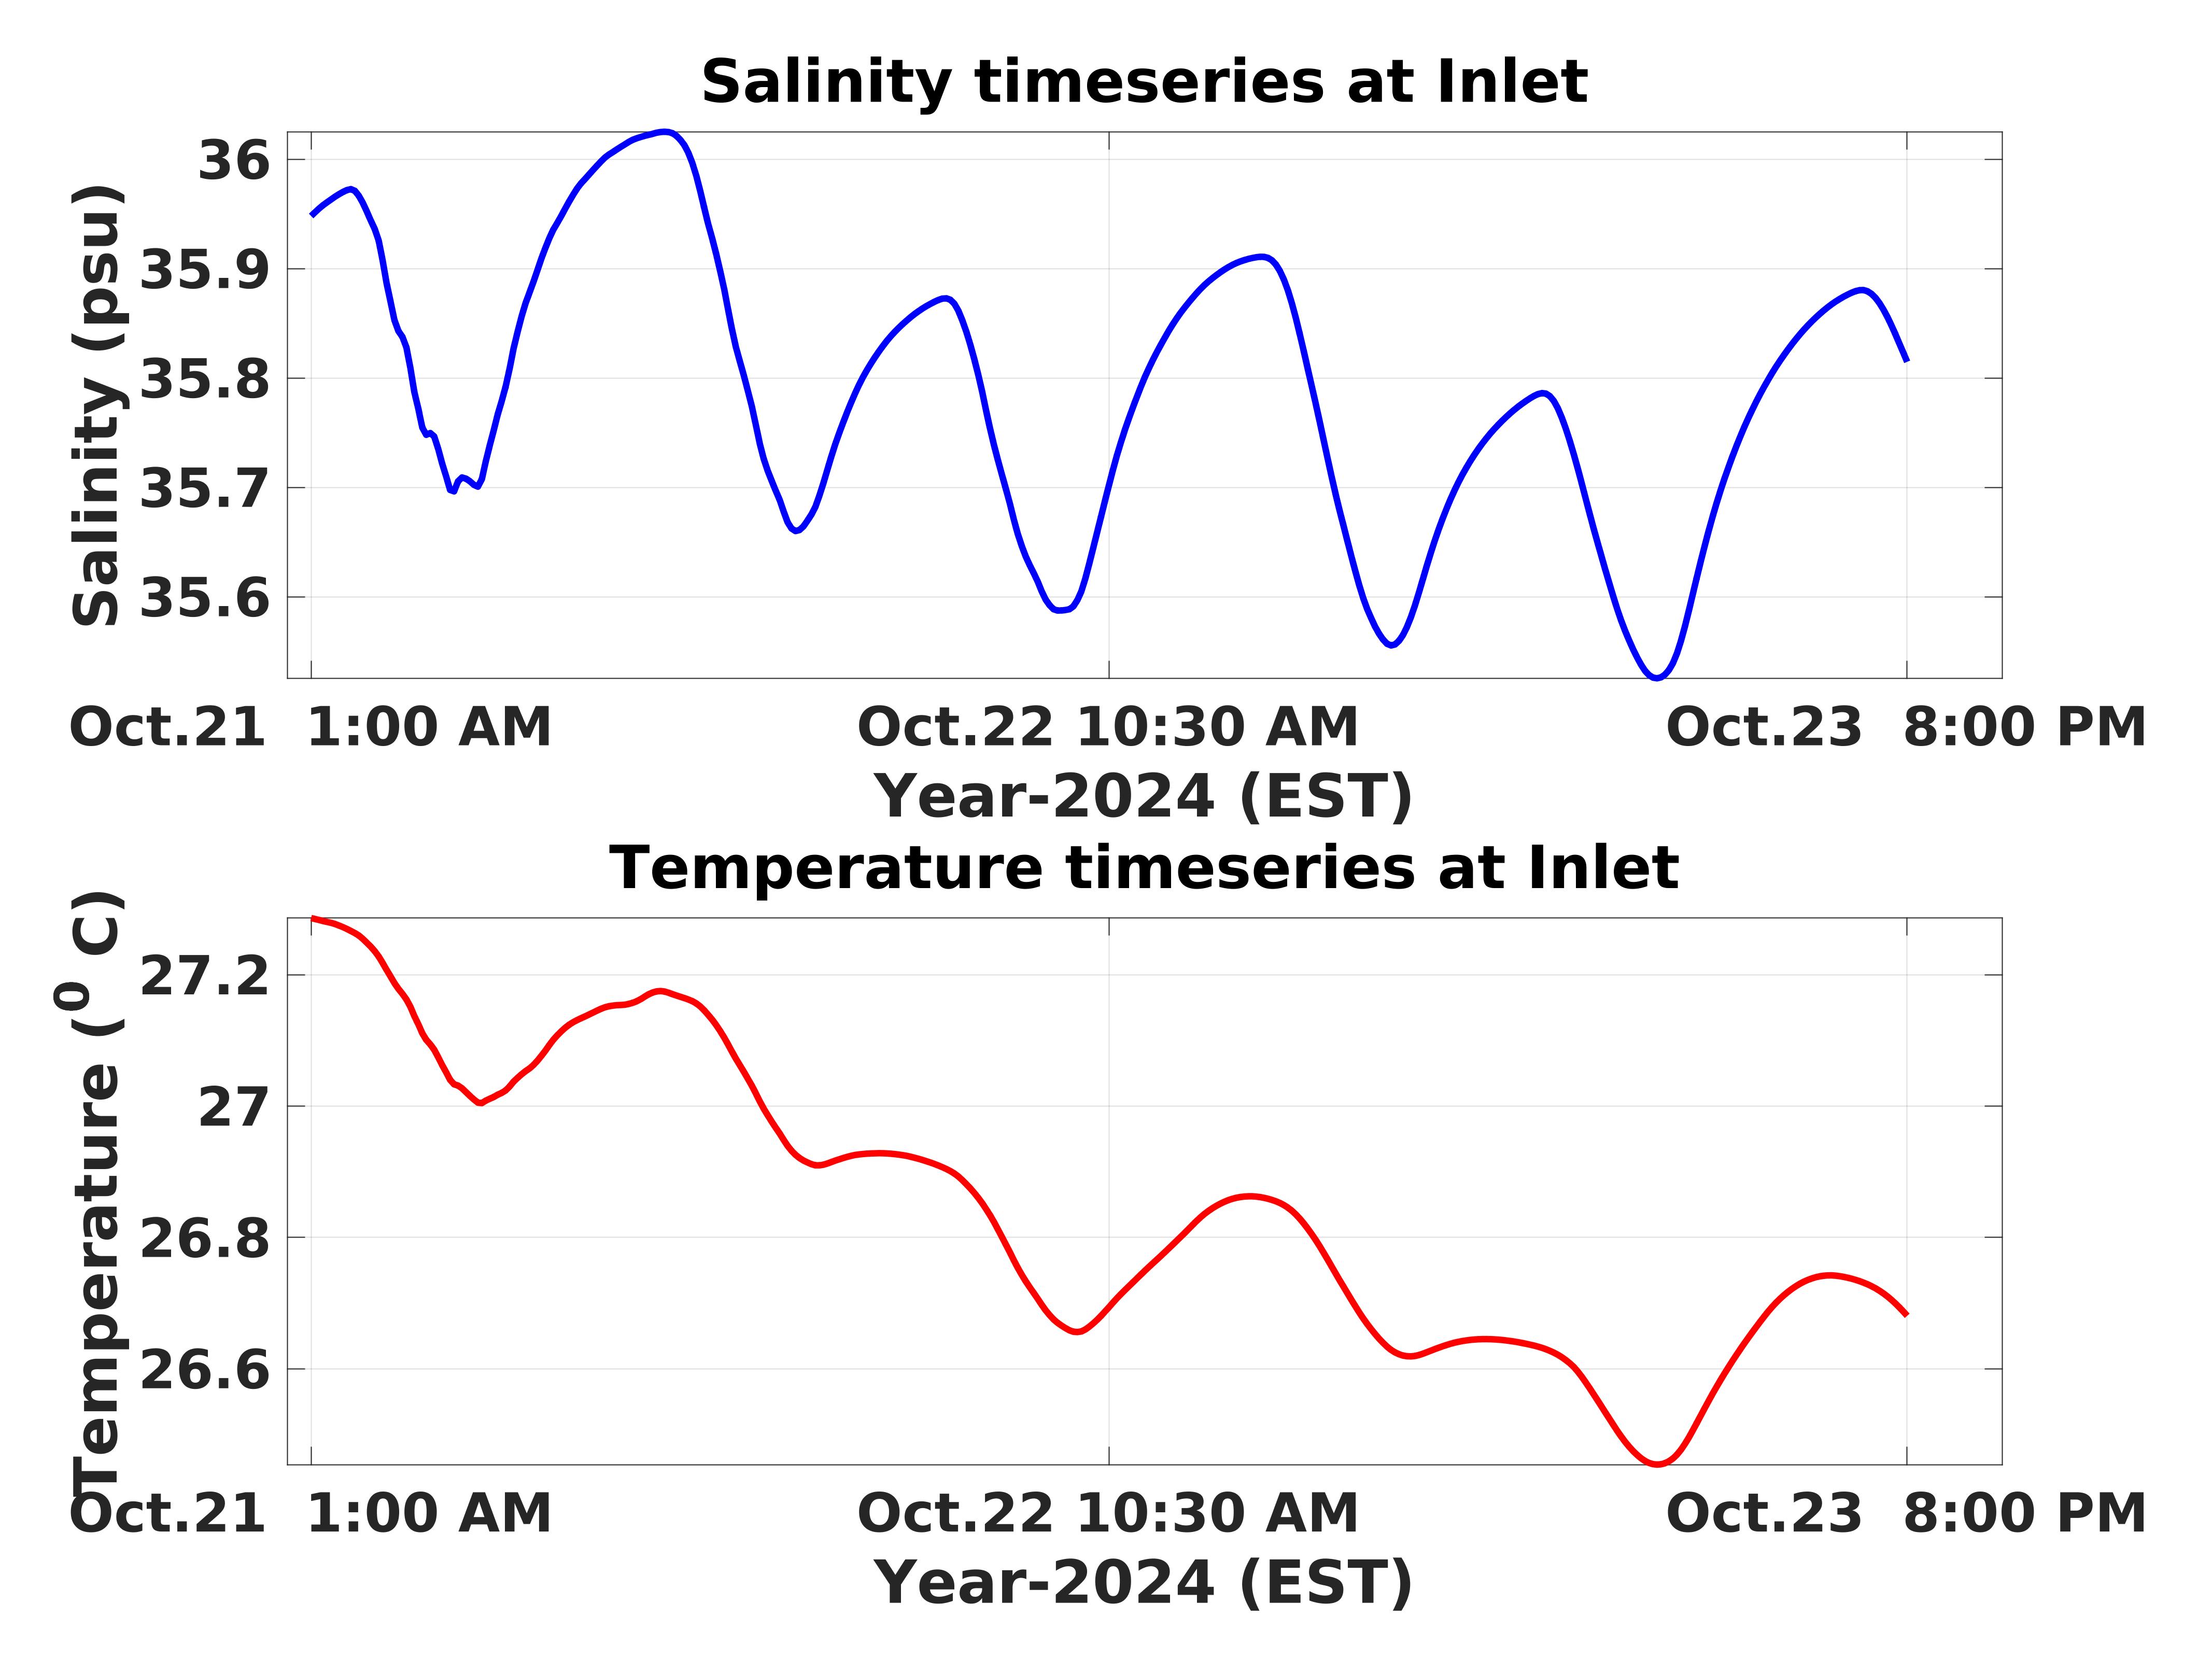 Salinity timeseries at Inlet
Salinity (psu)
36
35.9
35.8
35.7
35.6
Oct.21  1:00 AM
Oct.22 10:30 AM
Oct.23  8:00 PM
Year-2024 (EST)
Temperature timeseries at Inlet
Temperature (⁰ C)
27.2
27
26.8
26.6
Oct.21  1:00 AM
Oct.22 10:30 AM
Oct.23  8:00 PM
Year-2024 (EST)